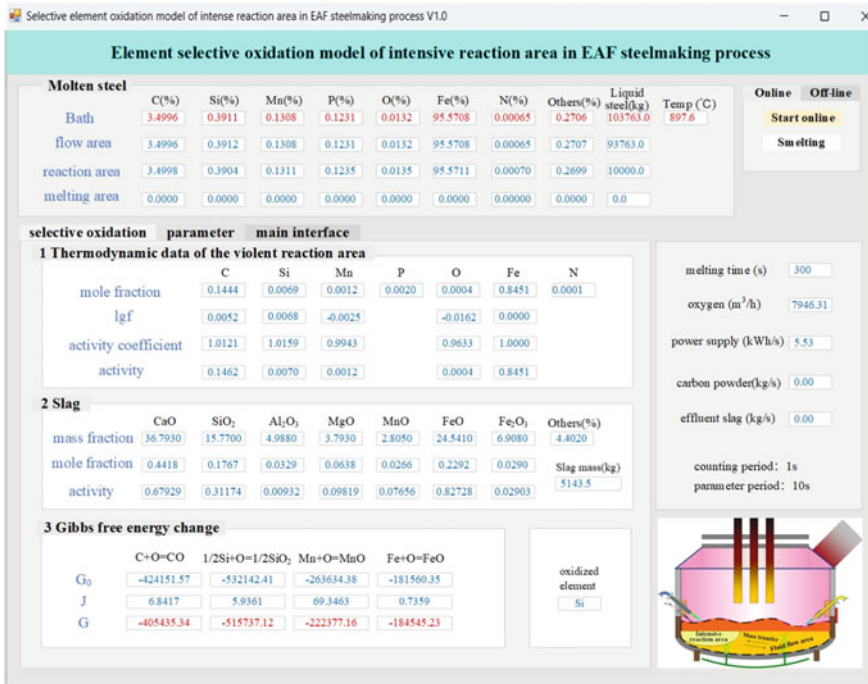 Selective element oxidation model of intense reaction area in EAF steelmaking process V1.0
Element selective oxidation model of intensive reaction area in EAF steelmaking process
Molten steel
C(%) Si(%) Mn(%) P(%) O(%) Fe(%) N(%) Others(%) Liquid steel(kg) Temp (℃)
Bath 3.4996 0.3911 0.1308 0.1231 0.0132 95.5708 0.00065 0.2706 103763.0 897.6
flow area 3.4996 0.3912 0.1308 0.1231 0.0132 95.5708 0.00065 0.2707 93763.0
reaction area 3.4998 0.3904 0.1311 0.1235 0.0135 95.5711 0.00070 0.2699 10000.0
melting area 0.0000 0.0000 0.0000 0.0000 0.0000 0.0000 0.00000 0.0000 0.0
Online Off-line
Start online
Smelting
selective oxidation parameter main interface
1 Thermodynamic data of the violent reaction area
C Si Mn P O Fe N
mole fraction 0.1444 0.0069 0.0012 0.0020 0.0004 0.8451 0.0001
lgf 0.0052 0.0068 -0.0025 -0.0162 0.0000
activity coefficient 1.0121 1.0159 0.9943 0.9633 1.0000
activity 0.1462 0.0070 0.0012 0.0004 0.8451
2 Slag
CaO SiO₂ Al₂O₃ MgO MnO FeO Fe₂O₃ Others(%)
mass fraction 36.7930 15.7700 4.9880 3.7930 2.8050 24.5410 6.9080 4.4020
mole fraction 0.4418 0.1767 0.0329 0.0638 0.0266 0.2292 0.0290
Slag mass(kg)
5143.5
activity 0.67929 0.31174 0.00932 0.09819 0.07656 0.82728 0.02903
3 Gibbs free energy change
C+O=CO 1/2Si+O=1/2SiO₂ Mn+O=MnO Fe+O=FeO
G₀ -424151.57 -532142.41 -263634.38 -181560.35
J 6.8417 5.9361 69.3463 0.7359
G -405435.34 -515737.12 -222377.16 -184545.23
oxidized
element
Si
melting time (s) 300
oxygen (m³/h) 7946.31
power supply (kWh/s) 5.53
carbon powder(kg/s) 0.00
effluent slag (kg/s) 0.00
counting period: 1s
parameter period: 10s
Intensive
reaction area
Mass transfer
Fluid flow area